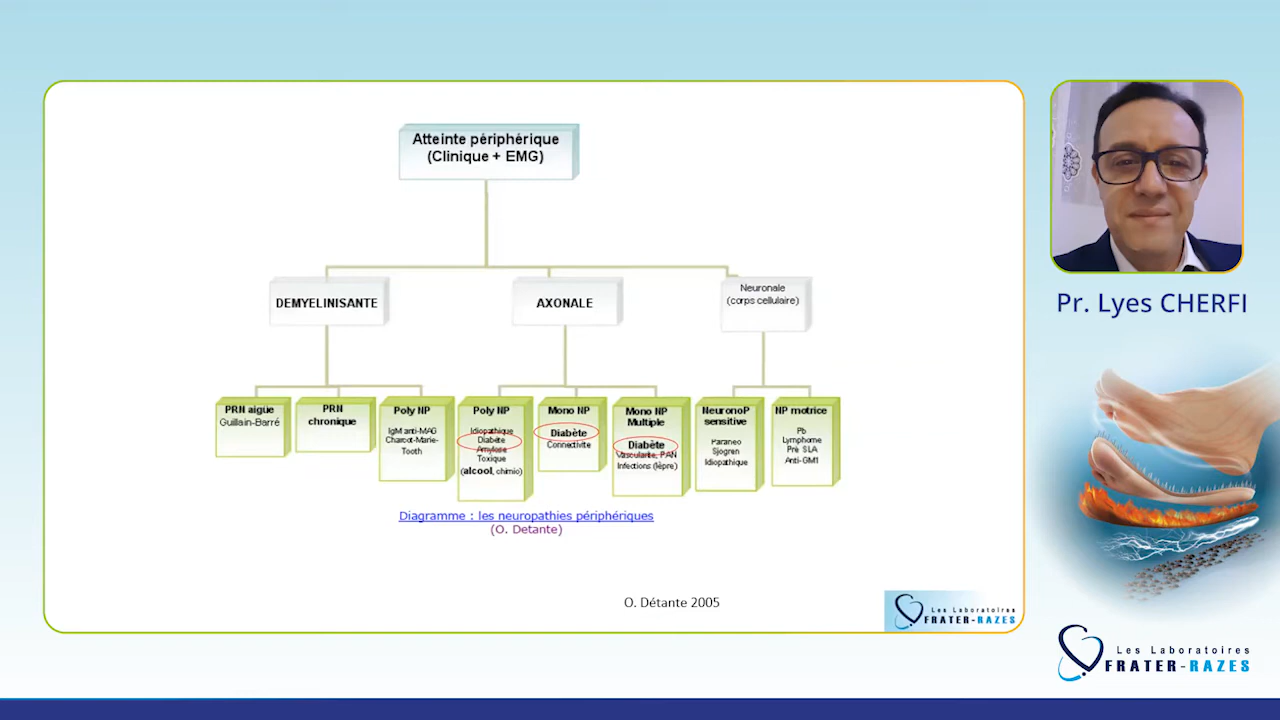 Atteinte périphérique
(Clinique + EMG)
DEMYELINISANTE
AXONALE
Neuronale
(corps cellulaire)
PRN aigüe
Guillain-Barré
PRN
chronique
Poly NP
IgM anti-MAG
Charcot-Marie-
Tooth
Poly NP
Idiopathique
Diabète
Amylose
Toxique
(alcool, chimio)
Mono NP
Diabète
Connectivite
Mono NP
Multiple
Diabète
Vascularite, PAN
Infections (lèpre)
NeuronoP
sensitive
Paraneo
Sjogren
Idiopathique
NP motrice
Pb
Lymphome
Pré SLA
Anti-GM1
Diagramme : les neuropathies périphériques
(O. Detante)
O. Détante 2005
Les Laboratoires
FRATER-RAZES
Pr. Lyes CHERFI
Les Laboratoires
FRATER-RAZES